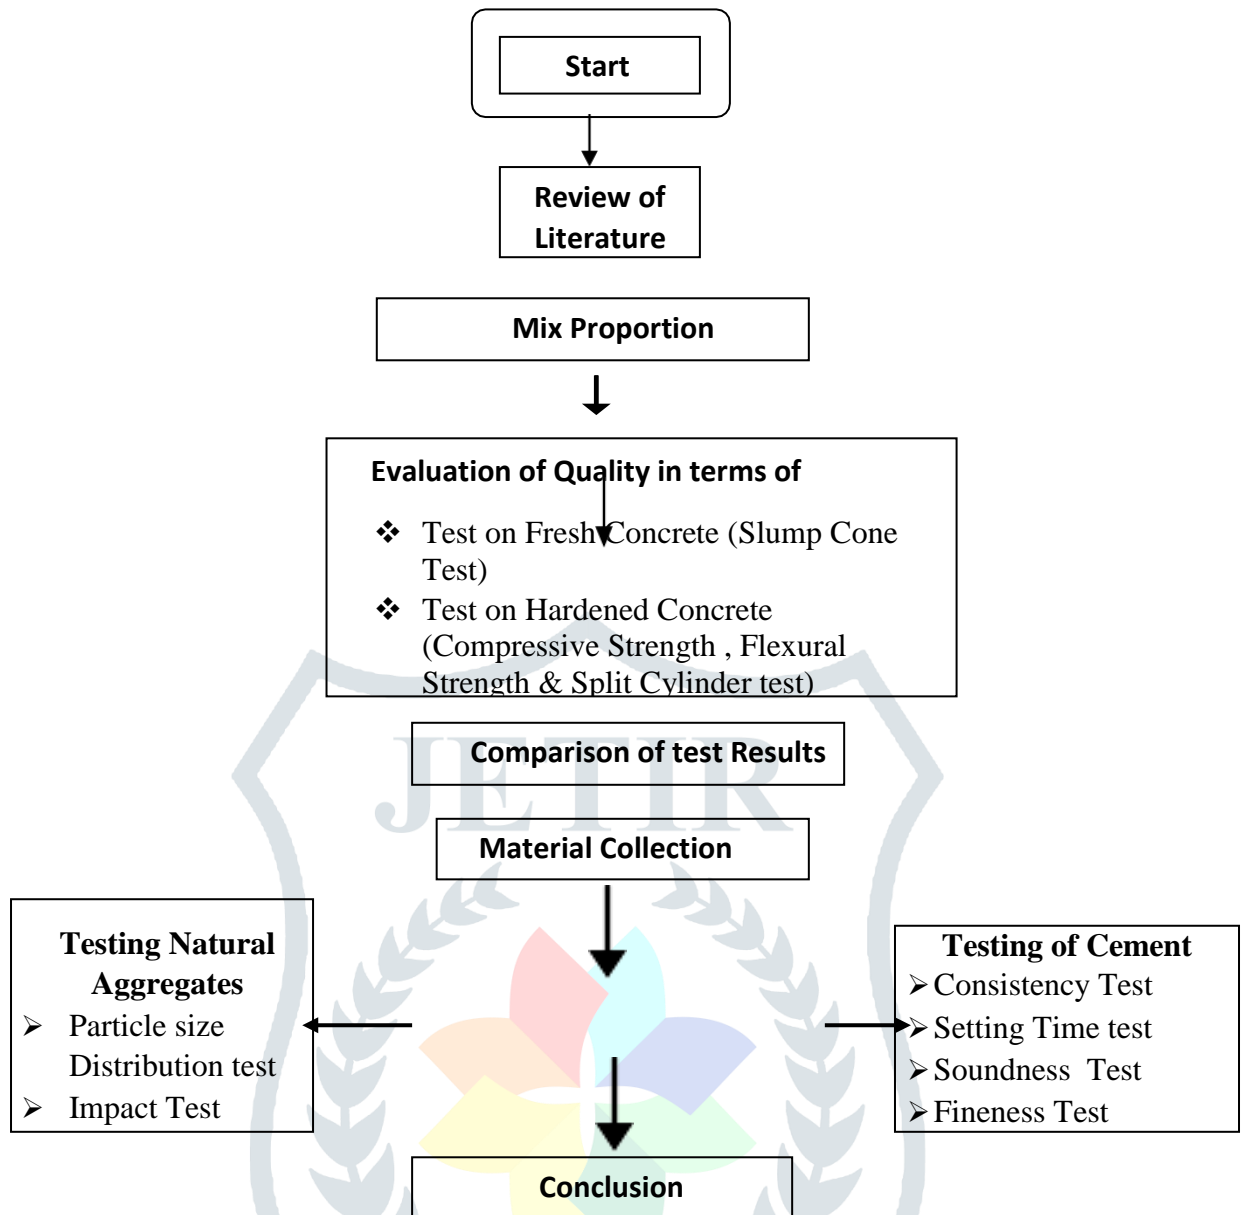 Start
Review of
Literature
Mix Proportion
Evaluation of Quality in terms of
❖ Test on Fresh Concrete (Slump Cone
Test)
❖ Test on Hardened Concrete
(Compressive Strength , Flexural
Strength & Split Cylinder test)
Comparison of test Results
JETIR
Material Collection
Testing Natural
Aggregates
➢ Particle size
Distribution test
➢ Impact Test
Testing of Cement
➢ Consistency Test
➢ Setting Time test
➢ Soundness Test
➢ Fineness Test
Conclusion